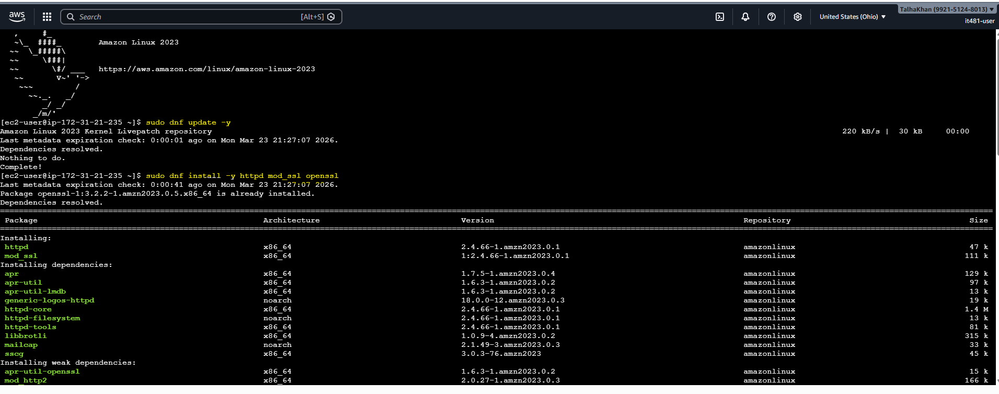 aws
Search [Alt+S]
United States (Ohio) ▼
TalhaKhan (9921-5124-8013) ▼
it481-user
   ,     #_
   ~\_  ####_        Amazon Linux 2023
  ~~  \_#####\
  ~~     \###|
  ~~       \#/ ___   https://aws.amazon.com/linux/amazon-linux-2023
   ~~       V~' '->
    ~~~         /
      ~~._.   _/
         _/ _/
       _/m/'
[ec2-user@ip-172-31-21-235 ~]$ sudo dnf update -y
Amazon Linux 2023 Kernel Livepatch repository 220 kB/s | 30 kB 00:00
Last metadata expiration check: 0:00:01 ago on Mon Mar 23 21:27:07 2026.
Dependencies resolved.
Nothing to do.
Complete!
[ec2-user@ip-172-31-21-235 ~]$ sudo dnf install -y httpd mod_ssl openssl
Last metadata expiration check: 0:00:41 ago on Mon Mar 23 21:27:07 2026.
Package openssl-1:3.2.2-1.amzn2023.0.5.x86_64 is already installed.
Dependencies resolved.
Package Architecture Version Repository Size
Installing:
httpd x86_64 2.4.66-1.amzn2023.0.1 amazonlinux 47 k
mod_ssl x86_64 1:2.4.66-1.amzn2023.0.1 amazonlinux 111 k
Installing dependencies:
apr x86_64 1.7.5-1.amzn2023.0.4 amazonlinux 129 k
apr-util x86_64 1.6.3-1.amzn2023.0.2 amazonlinux 97 k
apr-util-lmdb x86_64 1.6.3-1.amzn2023.0.2 amazonlinux 13 k
generic-logos-httpd noarch 18.0.0-12.amzn2023.0.3 amazonlinux 19 k
httpd-core x86_64 2.4.66-1.amzn2023.0.1 amazonlinux 1.4 M
httpd-filesystem noarch 2.4.66-1.amzn2023.0.1 amazonlinux 13 k
httpd-tools x86_64 2.4.66-1.amzn2023.0.1 amazonlinux 81 k
libbrotli x86_64 1.0.9-4.amzn2023.0.2 amazonlinux 315 k
mailcap noarch 2.1.49-3.amzn2023.0.3 amazonlinux 33 k
sscg x86_64 3.0.3-76.amzn2023 amazonlinux 45 k
Installing weak dependencies:
apr-util-openssl x86_64 1.6.3-1.amzn2023.0.2 amazonlinux 15 k
mod_http2 x86_64 2.0.27-1.amzn2023.0.3 amazonlinux 166 k